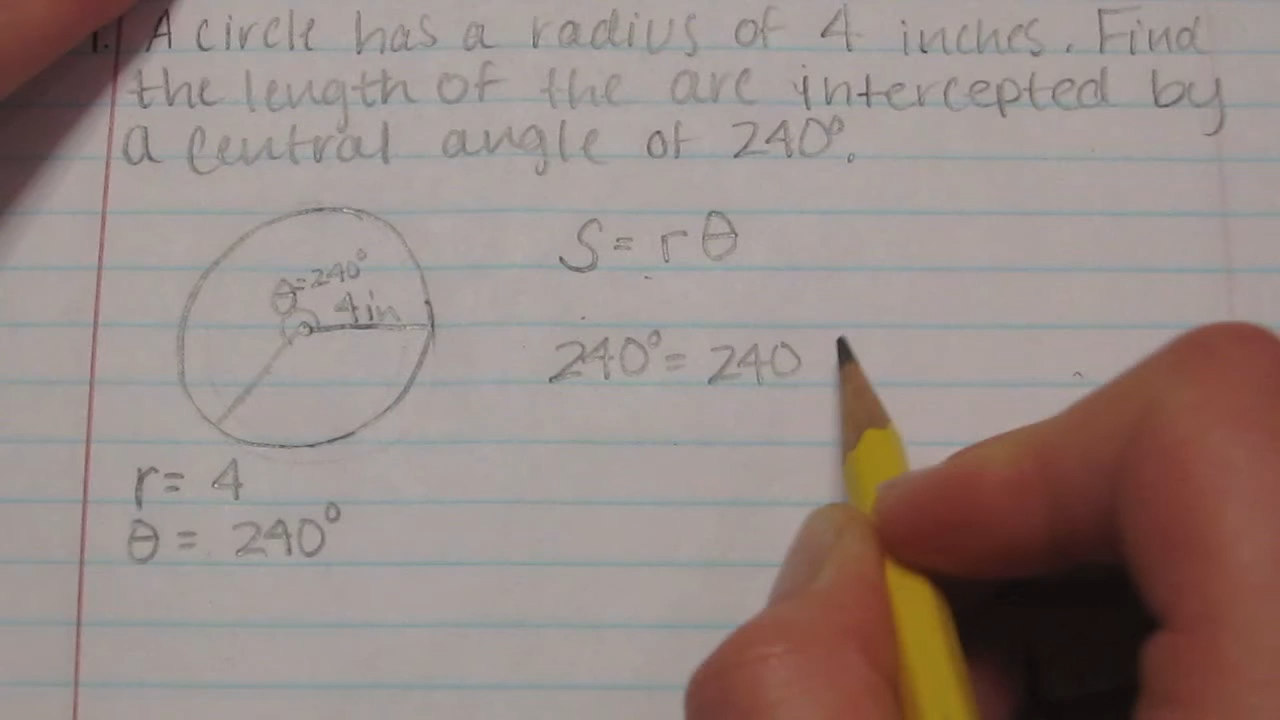 1. A circle has a radius of 4 inches. Find
the length of the arc intercepted by
a central angle of 240°.
S = rθ
θ=240°
4in
240° = 240
r = 4
θ = 240°